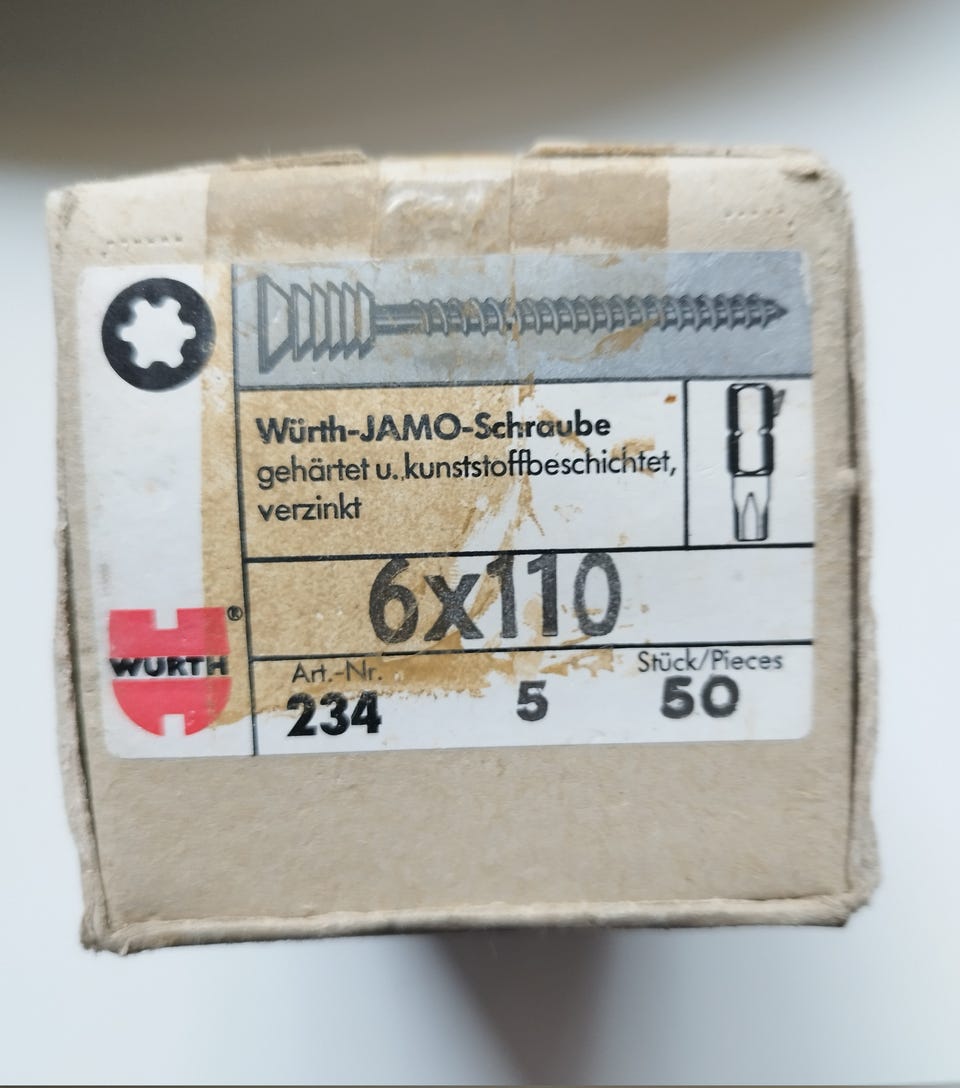 Würth-JAMO-Schraube
gehärtet u. kunststoffbeschichtet,
verzinkt
6x110
®
WÜRTH
Art.-Nr. Stück/Pieces
234 5 50